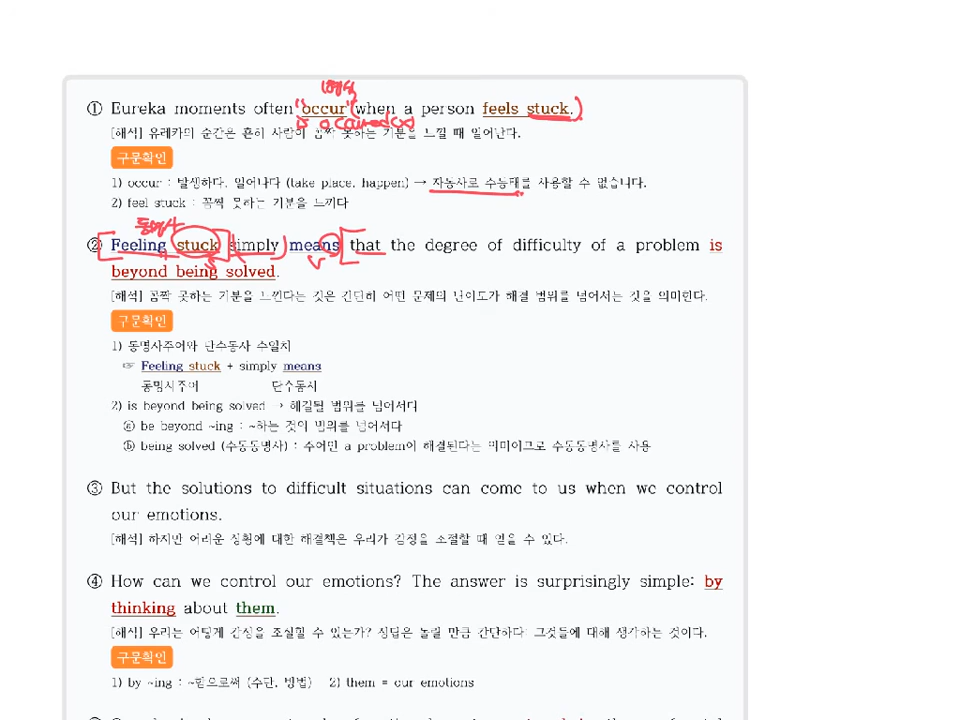 ① Eureka moments often occur when a person feels stuck.
is occurred(x)
[해석] 유레카의 순간은 흔히 사람이 꼼짝 못하는 기분을 느낄 때 일어난다.
구문확인
1) occur : 발생하다, 일어나다 (take place, happen) → 자동사로 수동태를 사용할 수 없습니다.
2) feel stuck : 꼼짝 못하는 기분을 느끼다
동명사
② Feeling stuck simply means that the degree of difficulty of a problem is
beyond being solved.
[해석] 꼼짝 못하는 기분을 느낀다는 것은 간단히 어떤 문제의 난이도가 해결 범위를 넘어서는 것을 의미한다.
구문확인
1) 동명사주어와 단수동사 수일치
☞ Feeling stuck + simply means
동명사주어 단수동사
2) is beyond being solved → 해결될 범위를 넘어서다
ⓐ be beyond ~ing : ~하는 것이 범위를 넘어서다
ⓑ being solved (수동동명사) : 주어인 a problem이 해결된다는 의미이므로 수동동명사를 사용
③ But the solutions to difficult situations can come to us when we control
our emotions.
[해석] 하지만 어려운 상황에 대한 해결책은 우리가 감정을 조절할 때 얻을 수 있다.
④ How can we control our emotions? The answer is surprisingly simple: by
thinking about them.
[해석] 우리는 어떻게 감정을 조절할 수 있는가? 정답은 놀랄 만큼 간단하다: 그것들에 대해 생각하는 것이다.
구문확인
1) by ~ing : ~함으로써 (수단, 방법) 2) them = our emotions